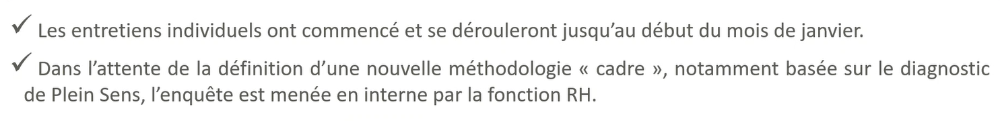 ✓ Les entretiens individuels ont commencé et se dérouleront jusqu’au début du mois de janvier.
✓ Dans l’attente de la définition d’une nouvelle méthodologie « cadre », notamment basée sur le diagnostic
de Plein Sens, l’enquête est menée en interne par la fonction RH.